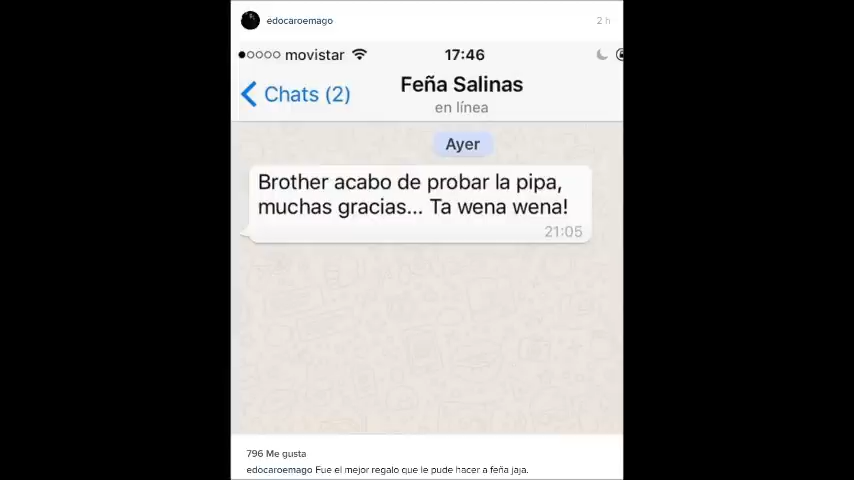 edocaroemago 2 h
movistar 17:46
Chats (2) Feña Salinas
en línea
Ayer
Brother acabo de probar la pipa,
muchas gracias... Ta wena wena!
21:05
796 Me gusta
edocaroemago Fue el mejor regalo que le pude hacer a feña jaja.